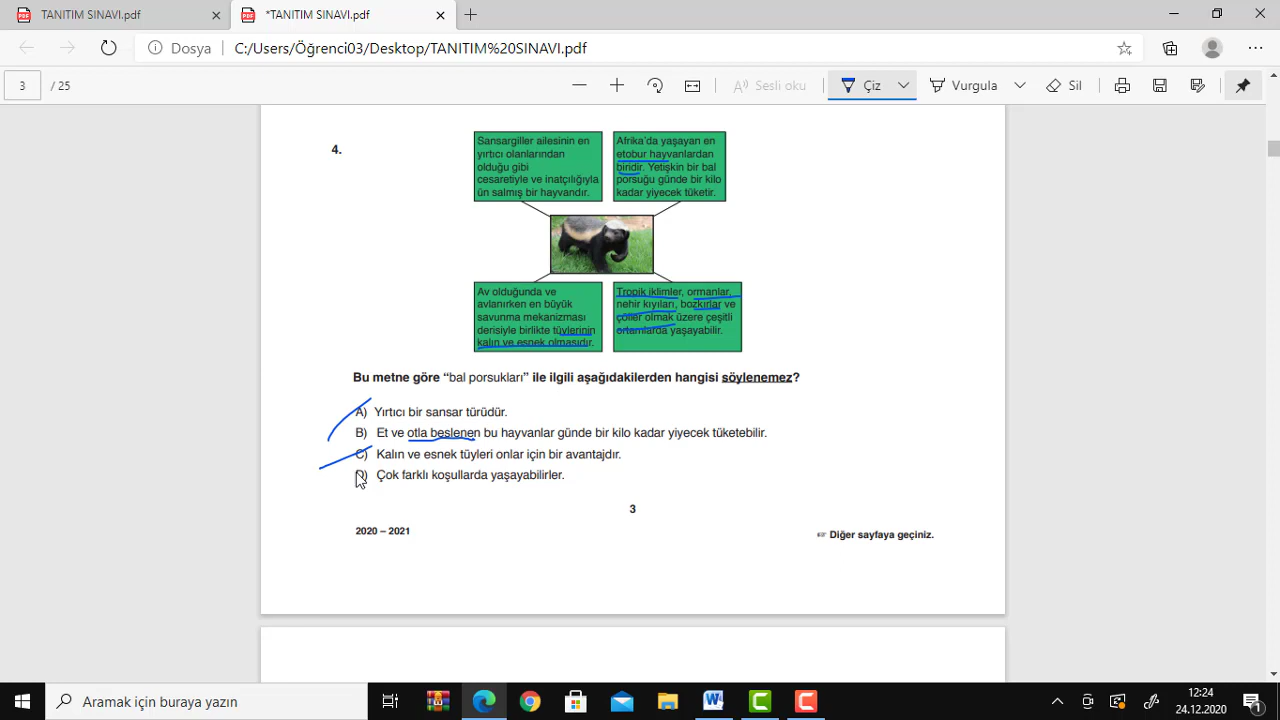 TANITIM SINAVI.pdf
*TANITIM SINAVI.pdf
Dosya
C:/Users/Öğrenci03/Desktop/TANITIM%20SINAVI.pdf
3 / 25
Sesli oku
Çiz
Vurgula
Sil
4.
Sansargiller ailesinin en
yırtıcı olanlarından
olduğu gibi
cesaretiyle ve inatçılığıyla
ün salmış bir hayvandır.
Afrika'da yaşayan en
etobur hayvanlardan
biridir. Yetişkin bir bal
porsuğu günde bir kilo
kadar yiyecek tüketir.
Av olduğunda ve
avlanırken en büyük
savunma mekanizması
derisiyle birlikte tüylerinin
kalın ve esnek olmasıdır.
Tropik iklimler, ormanlar,
nehir kıyıları, bozkırlar ve
çöller olmak üzere çeşitli
ortamlarda yaşayabilir.
Bu metne göre “bal porsukları” ile ilgili aşağıdakilerden hangisi söylenemez?
A) Yırtıcı bir sansar türüdür.
B) Et ve otla beslenen bu hayvanlar günde bir kilo kadar yiyecek tüketebilir.
C) Kalın ve esnek tüyleri onlar için bir avantajdır.
D) Çok farklı koşullarda yaşayabilirler.
3
2020 – 2021
Diğer sayfaya geçiniz.
Aramak için buraya yazın
12:24
24.12.2020
1